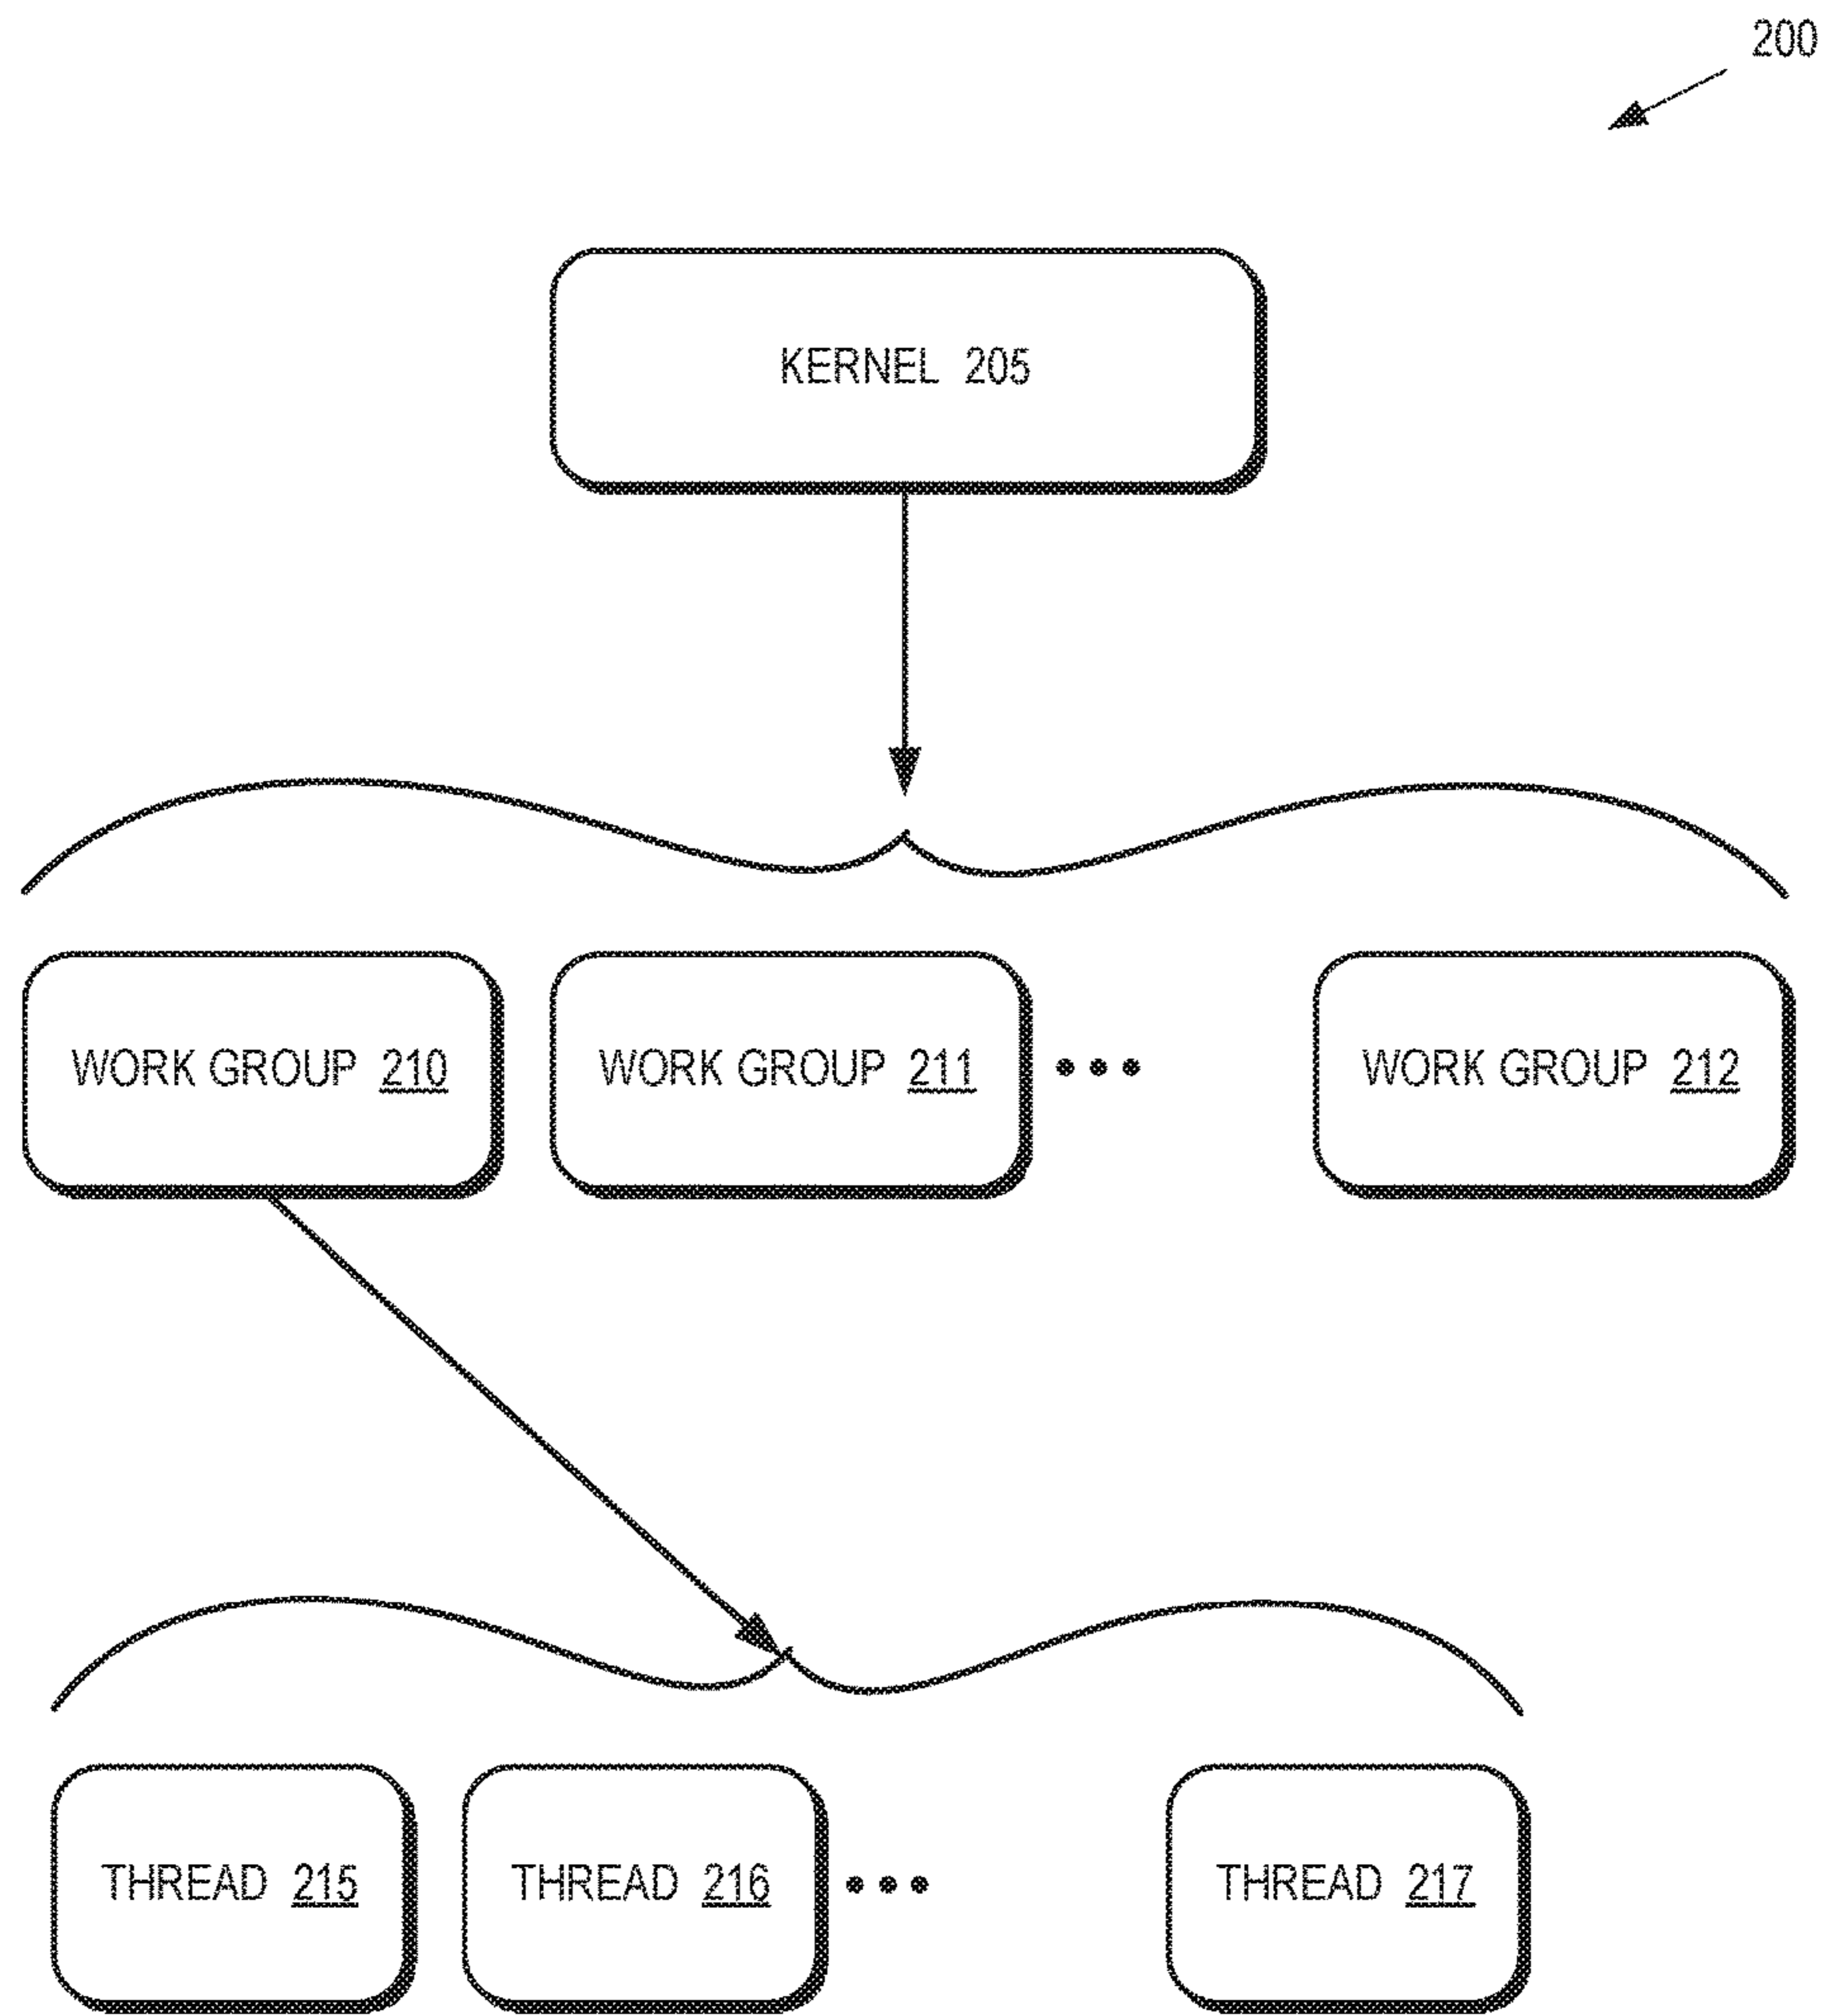 200
KERNEL 205
WORK GROUP 210 WORK GROUP 211 ••• WORK GROUP 212
THREAD 215 THREAD 216 ••• THREAD 217